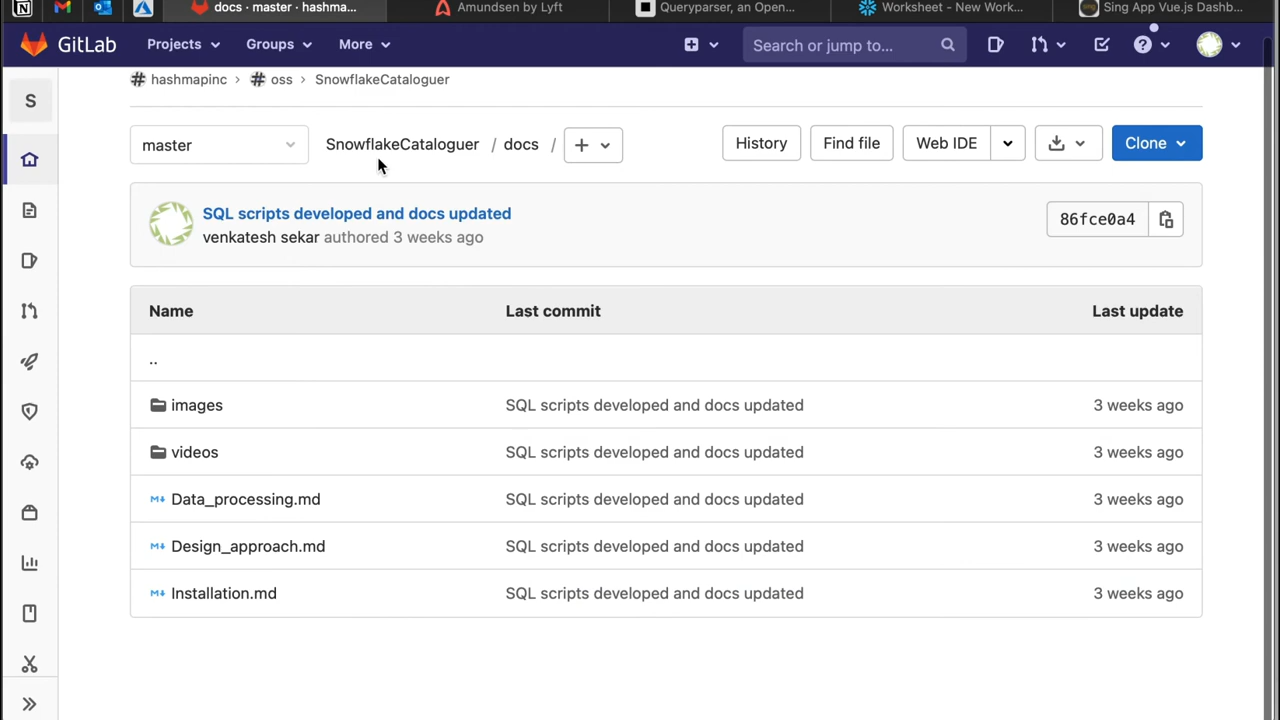 docs · master · hashma...
Amundsen by Lyft
Queryparser, an Open...
Worksheet - New Work...
Sing App Vue.js Dashb...
GitLab Projects Groups More Search or jump to...
hashmapinc > oss > SnowflakeCataloguer
S
master SnowflakeCataloguer / docs / + History Find file Web IDE Clone
SQL scripts developed and docs updated
venkatesh sekar authored 3 weeks ago
86fce0a4
Name Last commit Last update
..
images SQL scripts developed and docs updated 3 weeks ago
videos SQL scripts developed and docs updated 3 weeks ago
Data_processing.md SQL scripts developed and docs updated 3 weeks ago
Design_approach.md SQL scripts developed and docs updated 3 weeks ago
Installation.md SQL scripts developed and docs updated 3 weeks ago